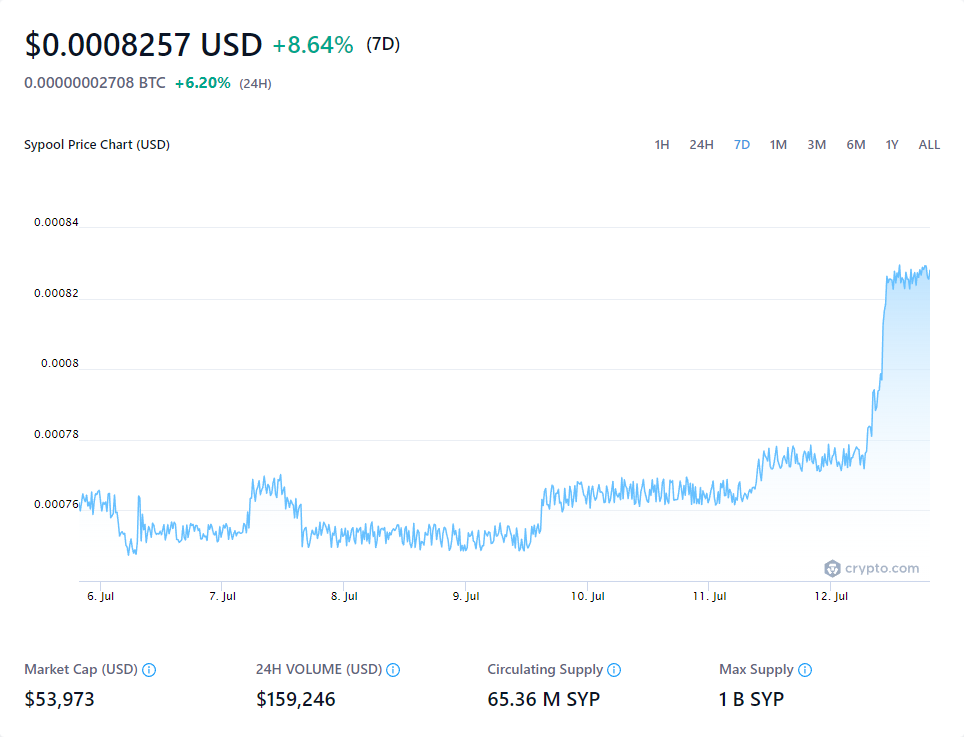 $0.0008257 USD +8.64% (7D)
0.00000002708 BTC +6.20% (24H)
Sypool Price Chart (USD) 1H 24H 7D 1M 3M 6M 1Y ALL
0.00084
0.00082
0.0008
0.00078
0.00076
crypto.com
6. Jul 7. Jul 8. Jul 9. Jul 10. Jul 11. Jul 12. Jul
Market Cap (USD) 24H VOLUME (USD) Circulating Supply Max Supply
$53,973 $159,246 65.36 M SYP 1 B SYP